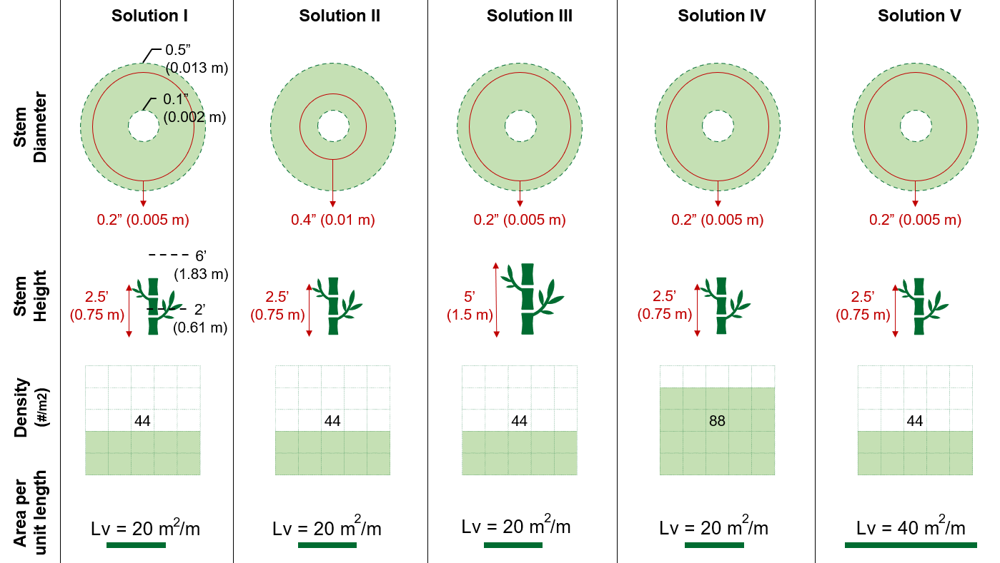 Solution I
Solution II
Solution III
Solution IV
Solution V
Stem
Diameter
0.5”
(0.013 m)
0.1”
(0.002 m)
0.2” (0.005 m)
0.4” (0.01 m)
0.2” (0.005 m)
0.2” (0.005 m)
0.2” (0.005 m)
Stem
Height
6’
(1.83 m)
2.5’
(0.75 m)
2’
(0.61 m)
2.5’
(0.75 m)
5’
(1.5 m)
2.5’
(0.75 m)
2.5’
(0.75 m)
Density
(#/m2)
44
44
44
88
44
Area per
unit length
Lv = 20 m²/m
Lv = 20 m²/m
Lv = 20 m²/m
Lv = 20 m²/m
Lv = 40 m²/m